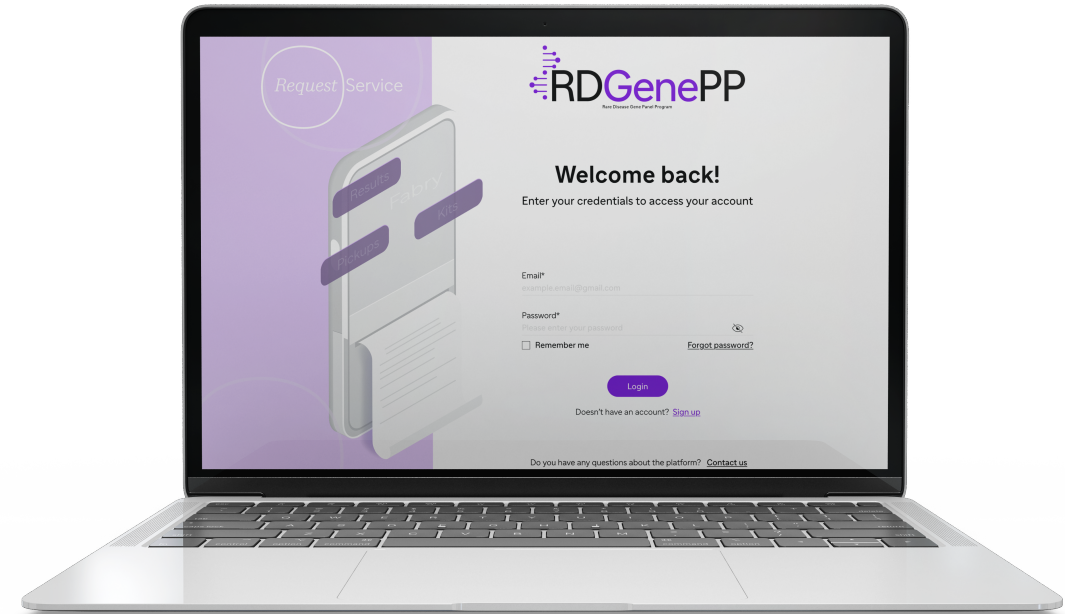 Request Service
RDGenePP
Rare Disease Gene Panel Program
Results
Fabry
Kits
Pickups
Welcome back!
Enter your credentials to access your account
Email*
example.email@gmail.com
Password*
Please enter your password
Remember me
Forgot password?
Login
Doesn't have an account? Sign up
Do you have any questions about the platform? Contact us